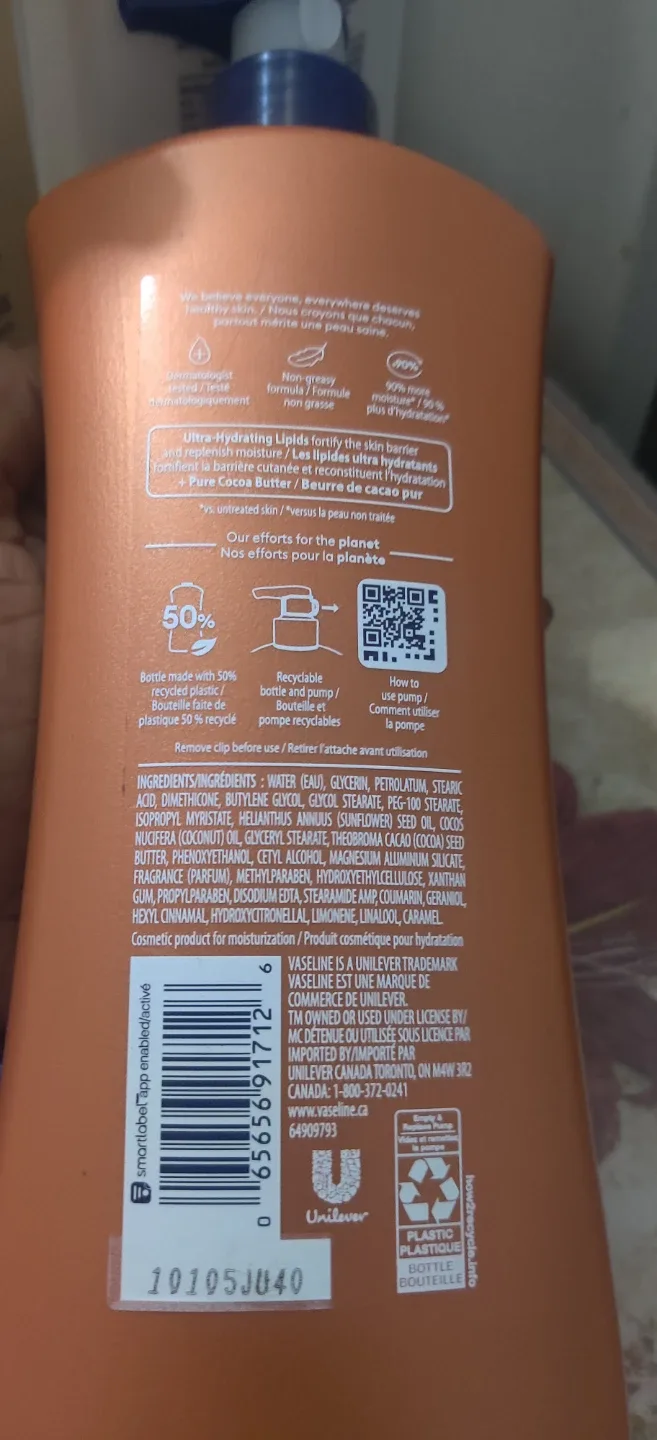 We believe everyone, everywhere deserves
healthy skin. / Nous croyons que chacun,
partout mérite une peau saine.
Dermatologist
tested / Testé
dermatologiquement
Non-greasy
formula / Formule
non grasse
+90%
90% more
moisture* / 90 %
plus d'hydratation*
Ultra-Hydrating Lipids fortify the skin barrier
and replenish moisture / Les lipides ultra hydratants
fortifient la barrière cutanée et reconstituent l'hydratation
+ Pure Cocoa Butter / Beurre de cacao pur
*vs. untreated skin / *versus la peau non traitée
Our efforts for the planet
Nos efforts pour la planète
50%
Bottle made with 50%
recycled plastic /
Bouteille faite de
plastique 50 % recyclé
Recyclable
bottle and pump /
Bouteille et
pompe recyclables
How to
use pump /
Comment utiliser
la pompe
Remove clip before use / Retirer l'attache avant utilisation
INGREDIENTS/INGRÉDIENTS : WATER (EAU), GLYCERIN, PETROLATUM, STEARIC
ACID, DIMETHICONE, BUTYLENE GLYCOL, GLYCOL STEARATE, PEG-100 STEARATE,
ISOPROPYL MYRISTATE, HELIANTHUS ANNUUS (SUNFLOWER) SEED OIL, COCOS
NUCIFERA (COCONUT) OIL, GLYCERYL STEARATE, THEOBROMA CACAO (COCOA) SEED
BUTTER, PHENOXYETHANOL, CETYL ALCOHOL, MAGNESIUM ALUMINUM SILICATE,
FRAGRANCE (PARFUM), METHYLPARABEN, HYDROXYETHYLCELLULOSE, XANTHAN
GUM, PROPYLPARABEN, DISODIUM EDTA, STEARAMIDE AMP, COUMARIN, GERANIOL,
HEXYL CINNAMAL, HYDROXYCITRONELLAL, LIMONENE, LINALOOL, CARAMEL.
Cosmetic product for moisturization / Produit cosmétique pour hydratation
smartlabel™ app enabled/activé
0 65656 91712 6
VASELINE IS A UNILEVER TRADEMARK
VASELINE EST UNE MARQUE DE
COMMERCE DE UNILEVER.
TM OWNED OR USED UNDER LICENSE BY/
MC DÉTENUE OU UTILISÉE SOUS LICENCE PAR
IMPORTED BY/IMPORTÉ PAR
UNILEVER CANADA TORONTO, ON M4W 3R2
CANADA: 1-800-372-0241
www.vaseline.ca
64909793
Unilever
Empty &
Replace Pump
Videz et remettez
la pompe
PLASTIC
PLASTIQUE
BOTTLE
BOUTEILLE
how2recycle.info
10105JU40